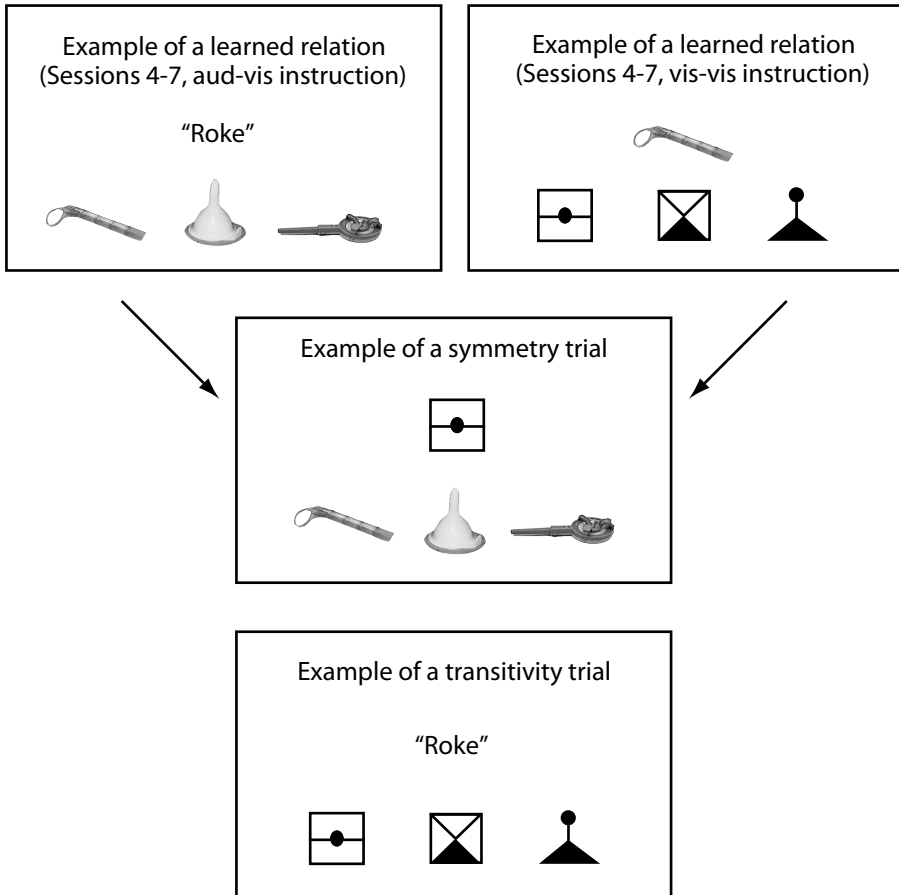 Example of a learned relation
(Sessions 4-7, aud-vis instruction)
“Roke”
Example of a learned relation
(Sessions 4-7, vis-vis instruction)
Example of a symmetry trial
Example of a transitivity trial
“Roke”